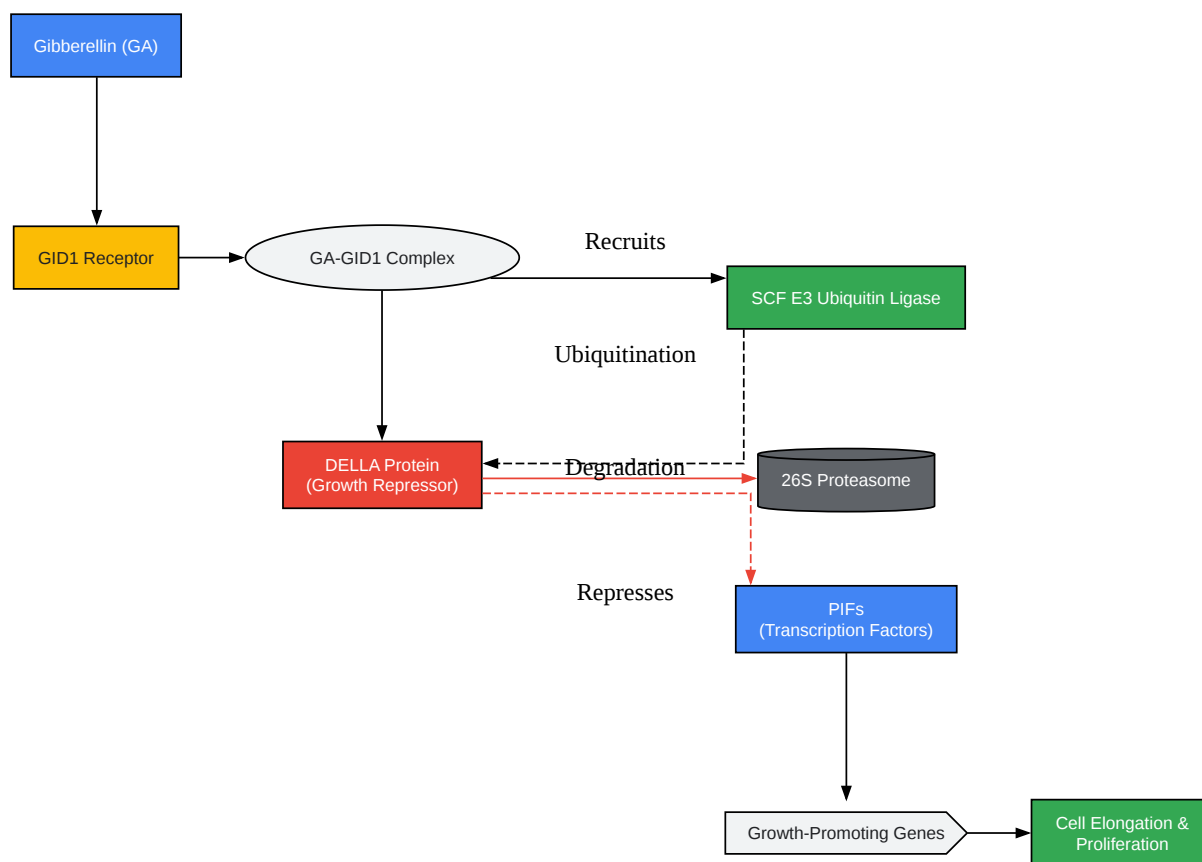 Gibberellin (GA)
GID1 Receptor
GA-GID1 Complex
Recruits
SCF E3 Ubiquitin Ligase
Ubiquitination
DELLA Protein
(Growth Repressor)
Degradation
26S Proteasome
Represses
PIFs
(Transcription Factors)
Growth-Promoting Genes
Cell Elongation &
Proliferation